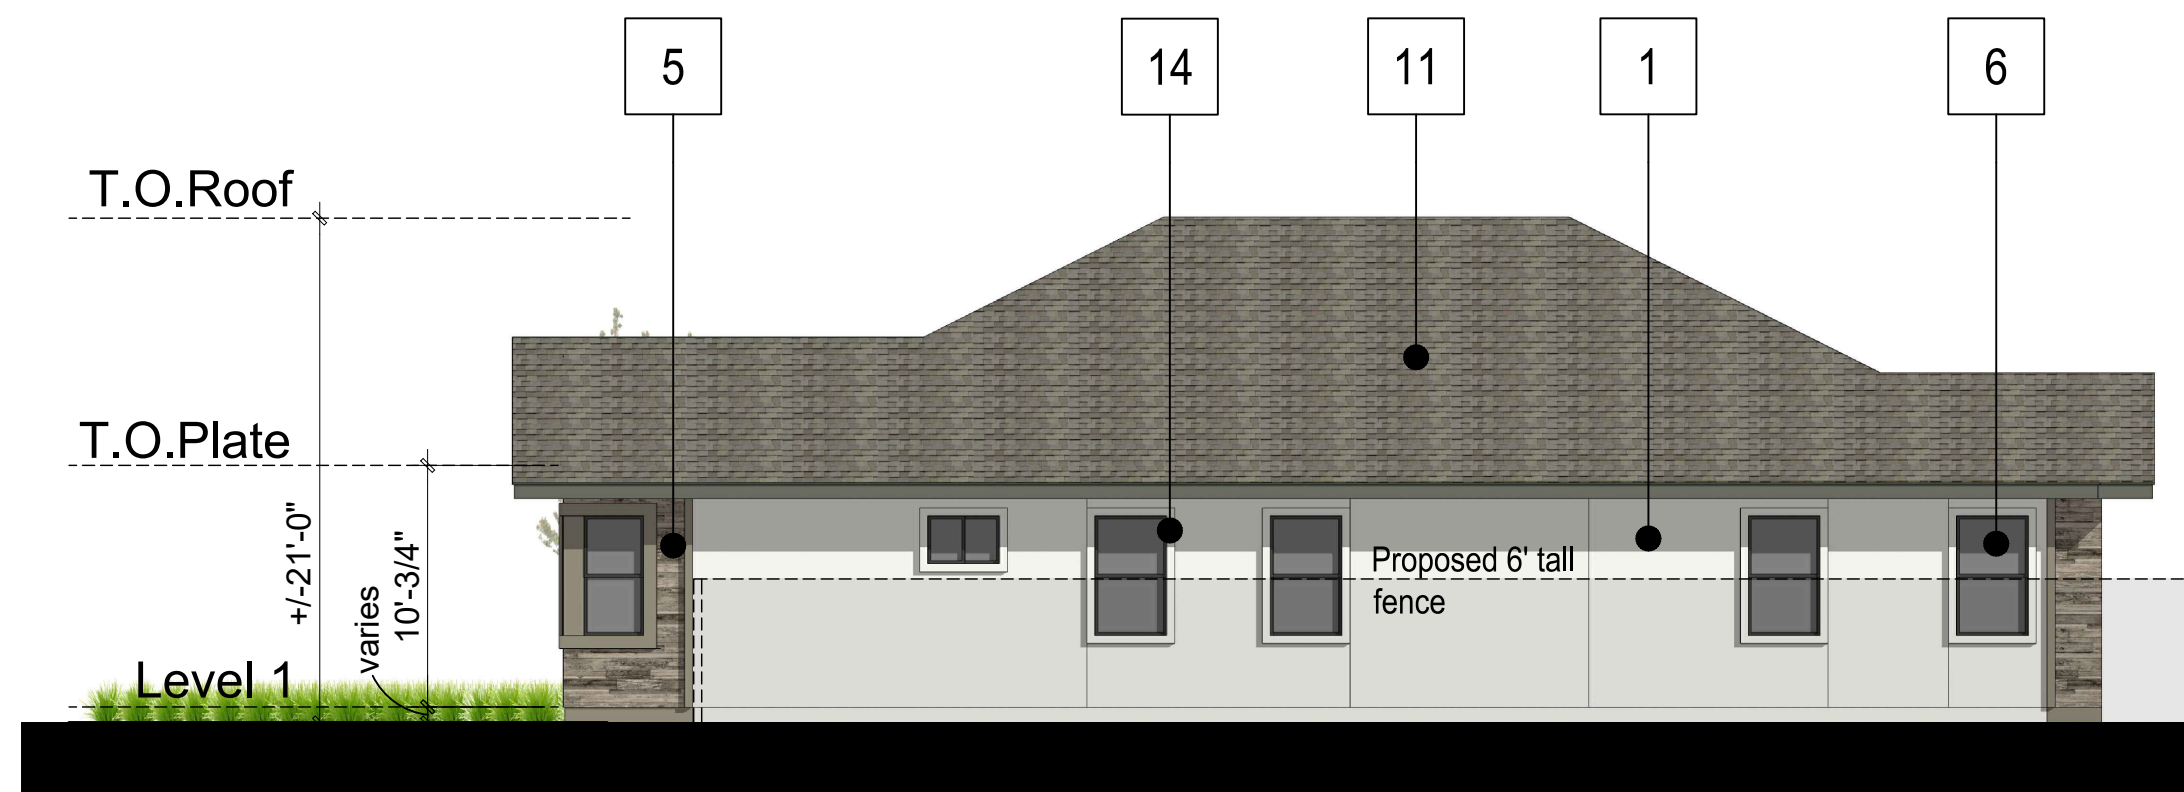 5
14
11
1
6
T.O.Roof
T.O.Plate
+/-21'-0"
varies
10'-3/4"
Proposed 6' tall
fence
Level 1